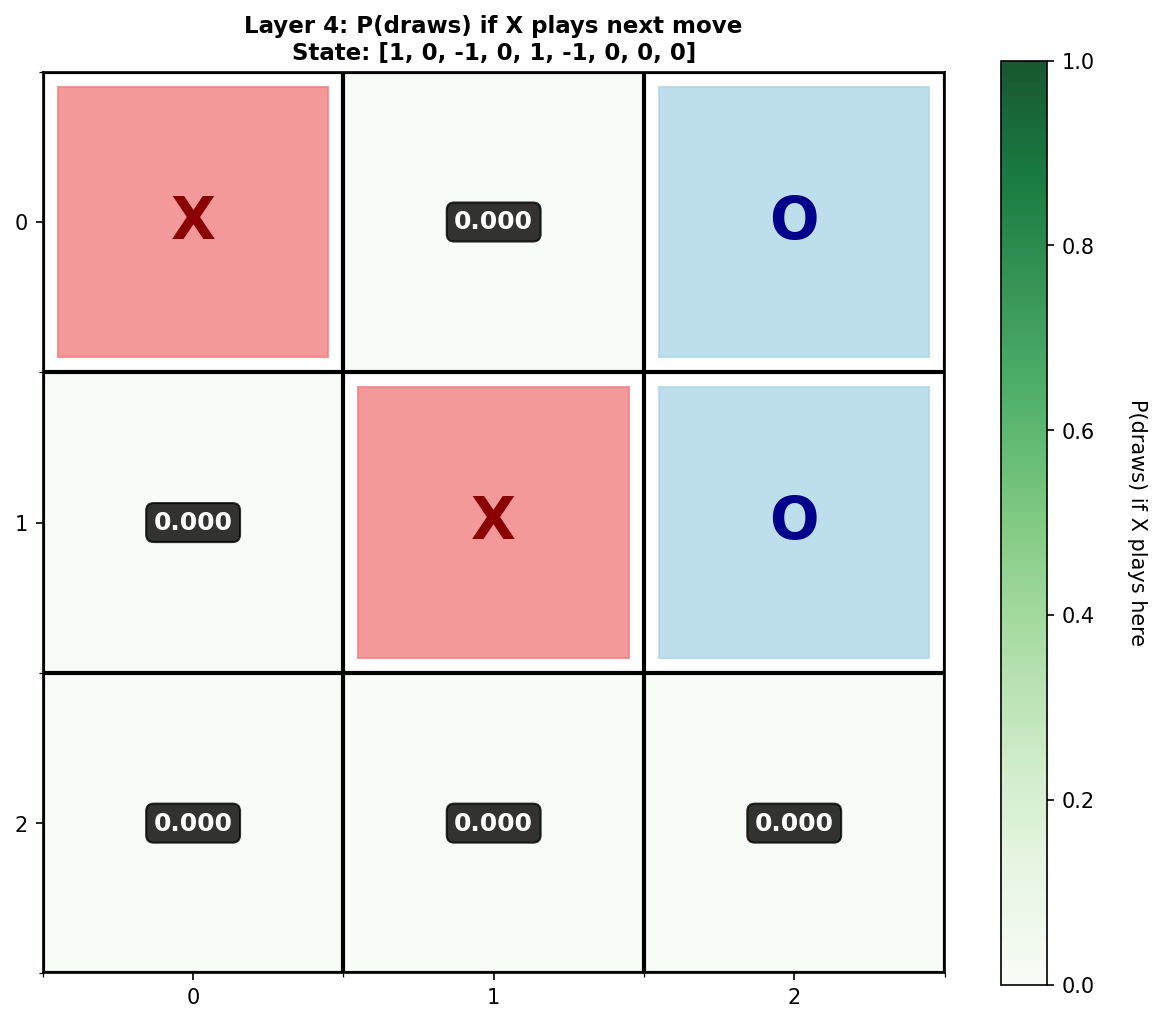 Layer 4: P(draws) if X plays next move
State: [1, 0, -1, 0, 1, -1, 0, 0, 0]
0
X
0.000
O
1
0.000
X
O
2
0.000
0.000
0.000
0
1
2
1.0
0.8
0.6
0.4
0.2
0.0
P(draws) if X plays here